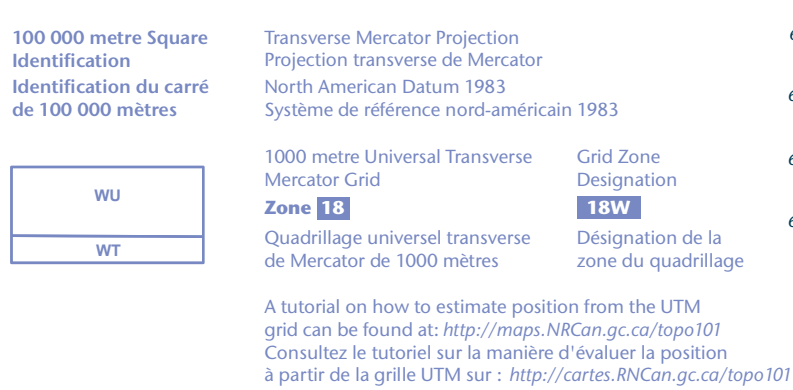 100 000 metre Square
Identification
Identification du carré
de 100 000 mètres
WU
WT
Transverse Mercator Projection
Projection transverse de Mercator
North American Datum 1983
Système de référence nord-américain 1983
1000 metre Universal Transverse
Mercator Grid
Zone 18
Quadrillage universel transverse
de Mercator de 1000 mètres
Grid Zone
Designation
18W
Désignation de la
zone du quadrillage
A tutorial on how to estimate position from the UTM
grid can be found at: http://maps.NRCan.gc.ca/topo101
Consultez le tutoriel sur la manière d'évaluer la position
à partir de la grille UTM sur : http://cartes.RNCan.gc.ca/topo101